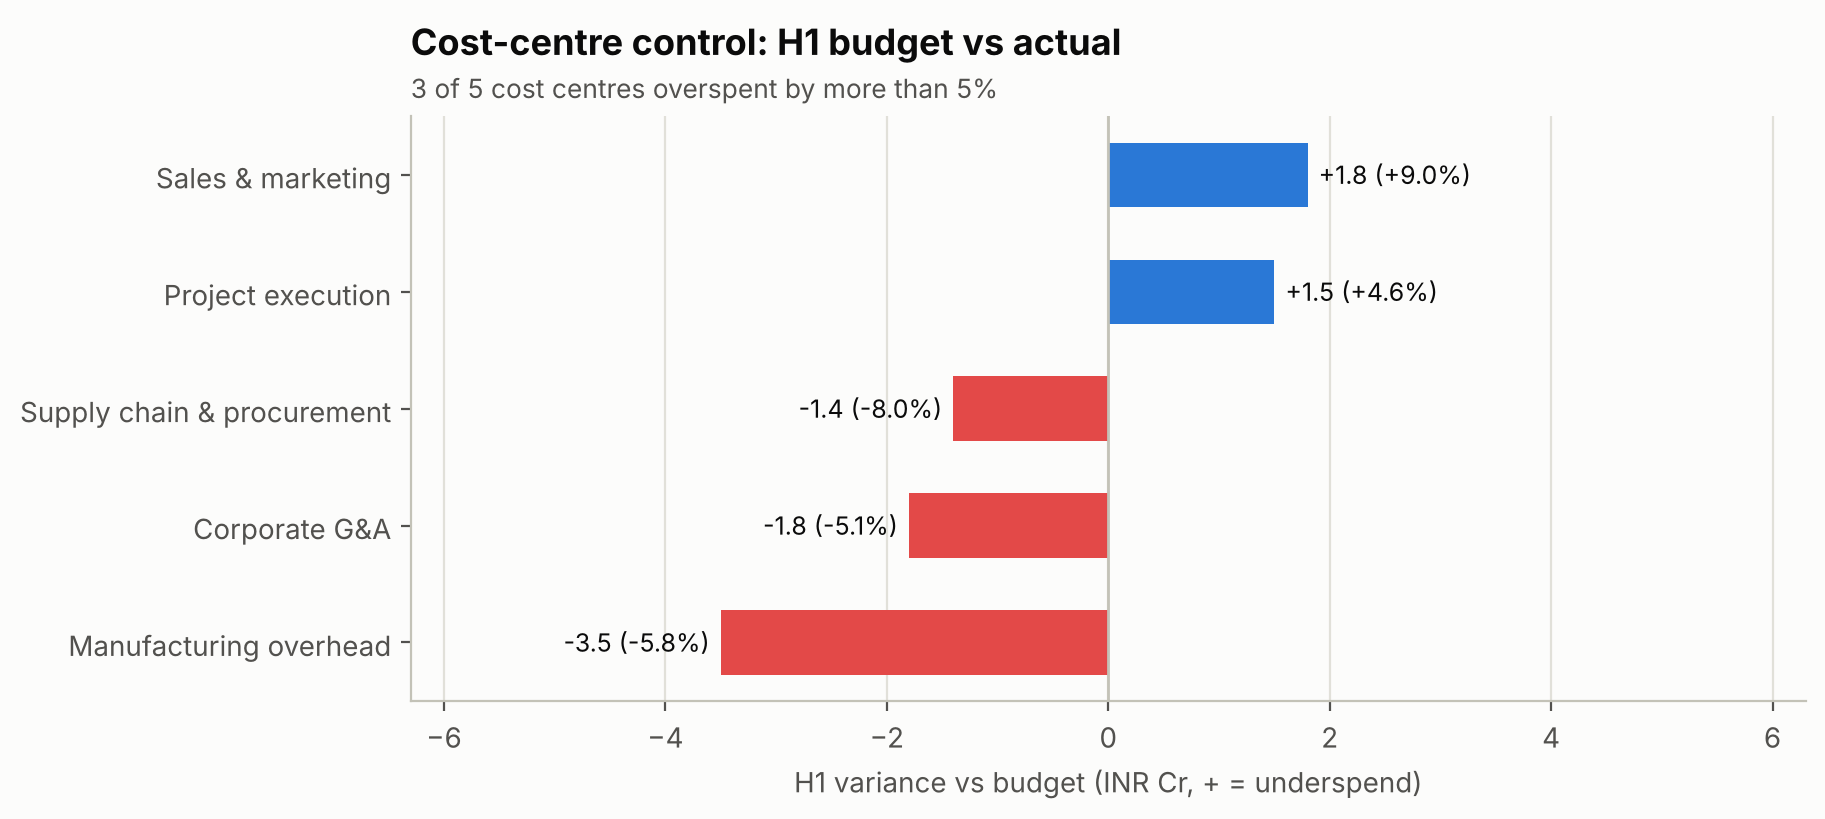 Cost-centre control: H1 budget vs actual
3 of 5 cost centres overspent by more than 5%
Sales & marketing
+1.8 (+9.0%)
Project execution
+1.5 (+4.6%)
Supply chain & procurement
-1.4 (-8.0%)
Corporate G&A
-1.8 (-5.1%)
Manufacturing overhead
-3.5 (-5.8%)
−6 −4 −2 0 2 4 6
H1 variance vs budget (INR Cr, + = underspend)